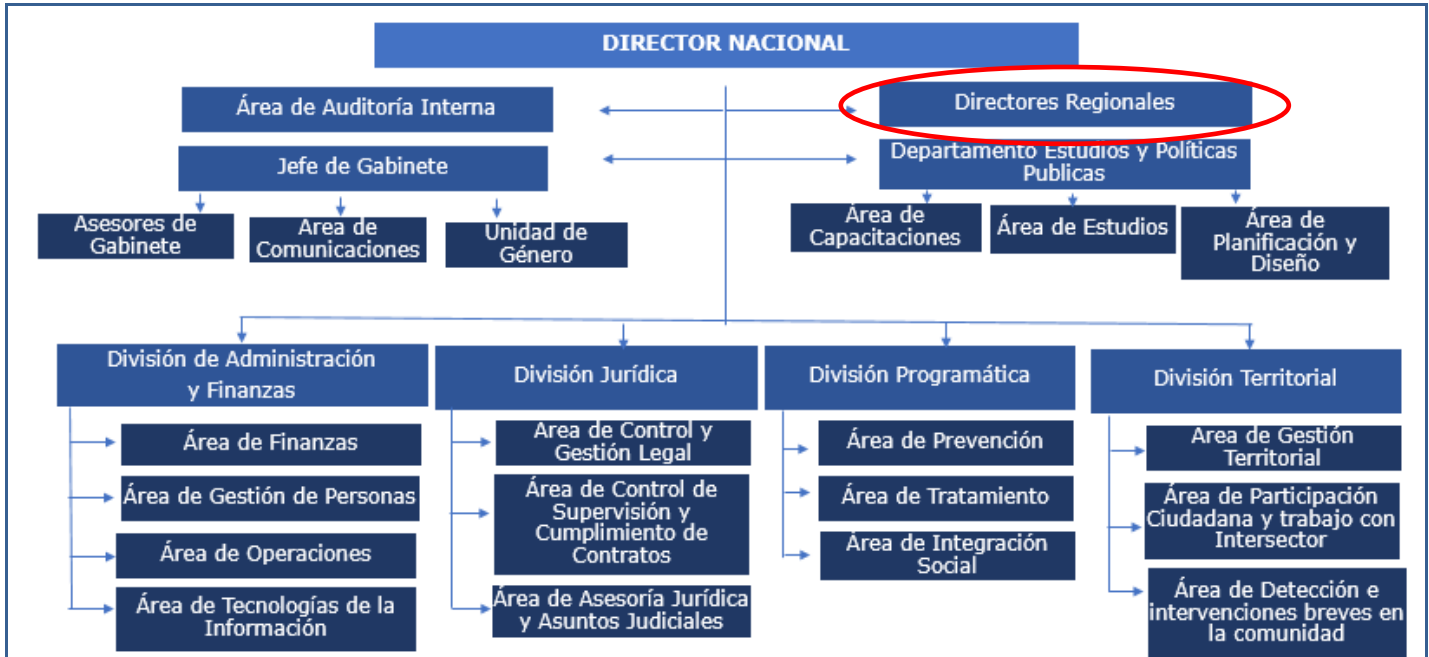 DIRECTOR NACIONAL
Área de Auditoría Interna
Directores Regionales
Jefe de Gabinete
Departamento Estudios y Políticas
Publicas
Asesores de
Gabinete
Area de
Comunicaciones
Unidad de
Género
Área de
Capacitaciones
Área de Estudios
Área de
Planificación y
Diseño
División de Administración
y Finanzas
División Jurídica
División Programática
División Territorial
Área de Finanzas
Área de Gestión de Personas
Área de Operaciones
Área de Tecnologías de la
Información
Area de Control y
Gestión Legal
Área de Control de
Supervisión y
Cumplimiento de
Contratos
Área de Asesoría Jurídica
y Asuntos Judiciales
Área de Prevención
Área de Tratamiento
Área de Integración
Social
Area de Gestión
Territorial
Área de Participación
Ciudadana y trabajo con
Intersector
Área de Detección e
intervenciones breves en
la comunidad